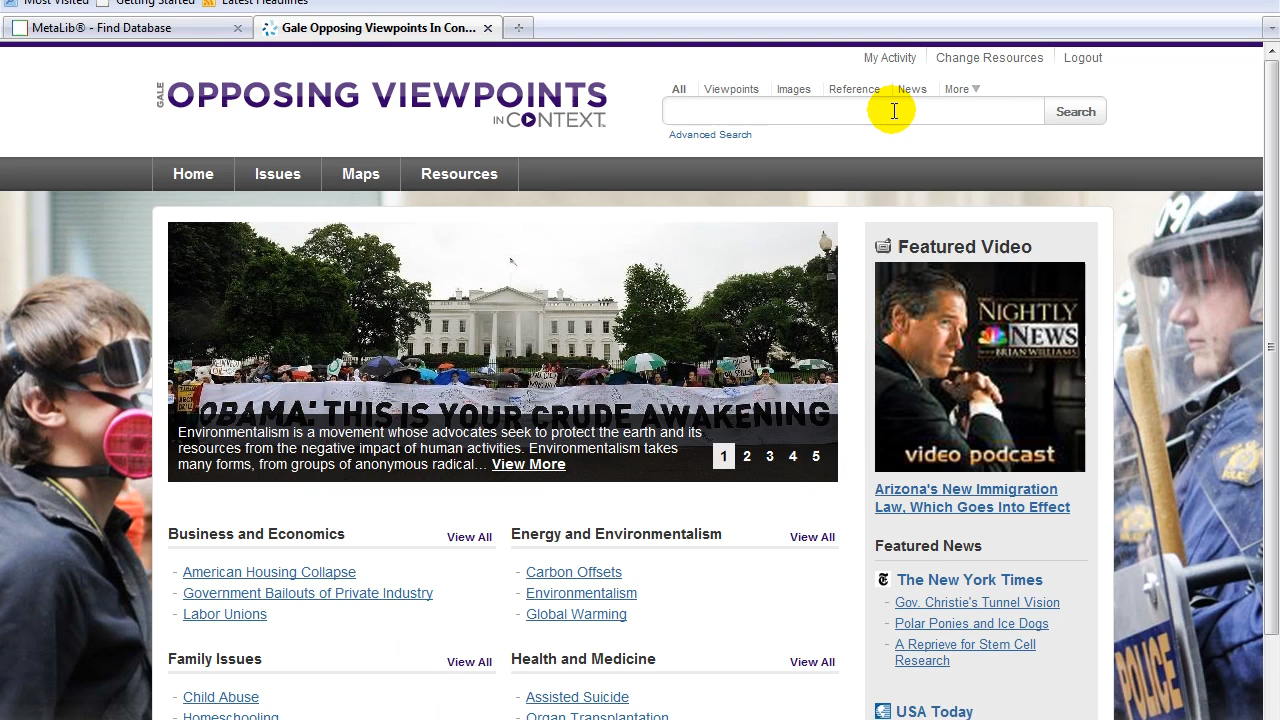 Most Visited Getting Started Latest Headlines
MetaLib® - Find Database
Gale Opposing Viewpoints In Con...
My Activity Change Resources Logout
GALE OPPOSING VIEWPOINTS
IN CONTEXT
All Viewpoints Images Reference News More
Search
Advanced Search
Home Issues Maps Resources
OBAMA: THIS IS YOUR CRUDE AWAKENING
Environmentalism is a movement whose advocates seek to protect the earth and its
resources from the negative impact of human activities. Environmentalism takes
many forms, from groups of anonymous radical... View More
1 2 3 4 5
Featured Video
NIGHTLY
NEWS
WITH BRIAN WILLIAMS
video podcast
Arizona's New Immigration
Law, Which Goes Into Effect
Featured News
The New York Times
- Gov. Christie's Tunnel Vision
- Polar Ponies and Ice Dogs
- A Reprieve for Stem Cell
Research
USA Today
Business and Economics View All
- American Housing Collapse
- Government Bailouts of Private Industry
- Labor Unions
Energy and Environmentalism View All
- Carbon Offsets
- Environmentalism
- Global Warming
Family Issues View All
- Child Abuse
- Homeschooling
Health and Medicine View All
- Assisted Suicide
- Organ Transplantation
POLICE